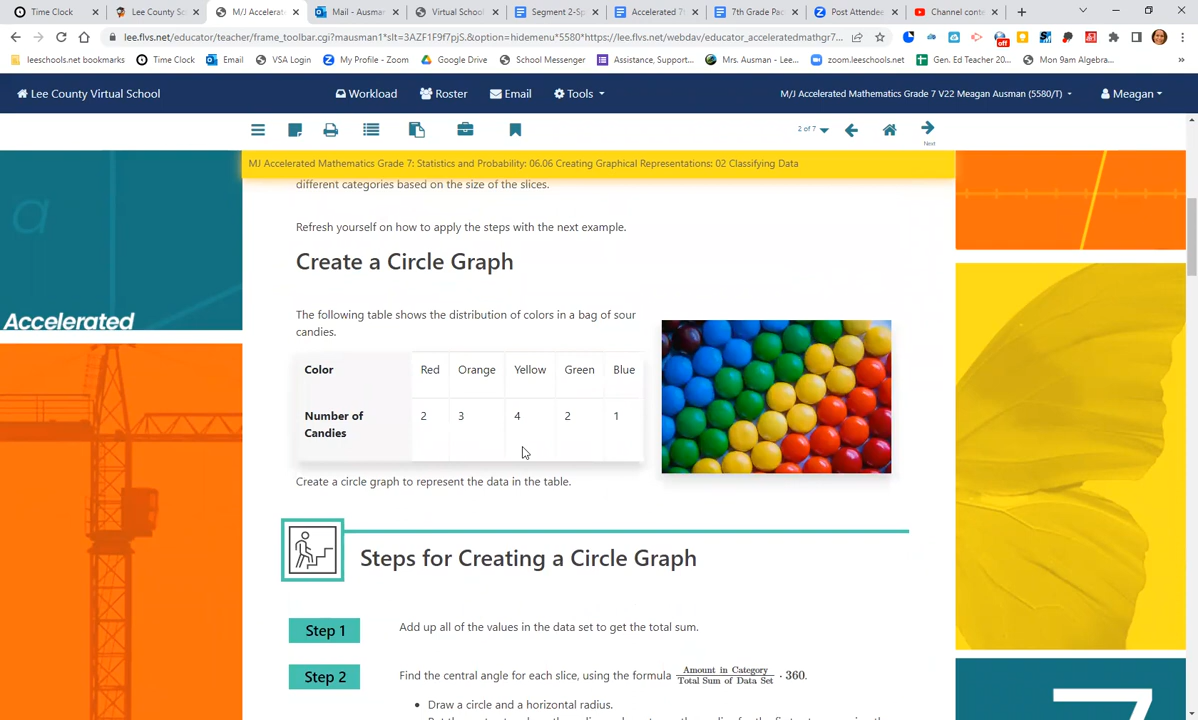 Time Clock
Lee County Sc
M/J Accelerat
Mail - Ausma
Virtual School
Segment 2-Sp
Accelerated 7
7th Grade Pac
Post Attendee
Channel conte
lee.flvs.net/educator/teacher/frame_toolbar.cgi?mausman1*slt=3AZF1F9f7pjS.&option=hidemenu*5580*https://lee.flvs.net/webdav/educator_acceleratedmathgr7...
leeschools.net bookmarks
Time Clock
Email
VSA Login
My Profile - Zoom
Google Drive
School Messenger
Assistance, Support...
Mrs. Ausman - Lee...
zoom.leeschools.net
Gen. Ed Teacher 20...
Mon 9am Algebra...
off
Lee County Virtual School
Workload
Roster
Email
Tools
M/J Accelerated Mathematics Grade 7 V22 Meagan Ausman (5580/T)
Meagan
2 of 7
Next
MJ Accelerated Mathematics Grade 7: Statistics and Probability: 06.06 Creating Graphical Representations: 02 Classifying Data
different categories based on the size of the slices.
Refresh yourself on how to apply the steps with the next example.
Create a Circle Graph
The following table shows the distribution of colors in a bag of sour
candies.
Color Red Orange Yellow Green Blue
Number of
Candies 2 3 4 2 1
Create a circle graph to represent the data in the table.
Steps for Creating a Circle Graph
Step 1 Add up all of the values in the data set to get the total sum.
Step 2 Find the central angle for each slice, using the formula Amount in Category / Total Sum of Data Set · 360.
• Draw a circle and a horizontal radius.
a
Accelerated
7